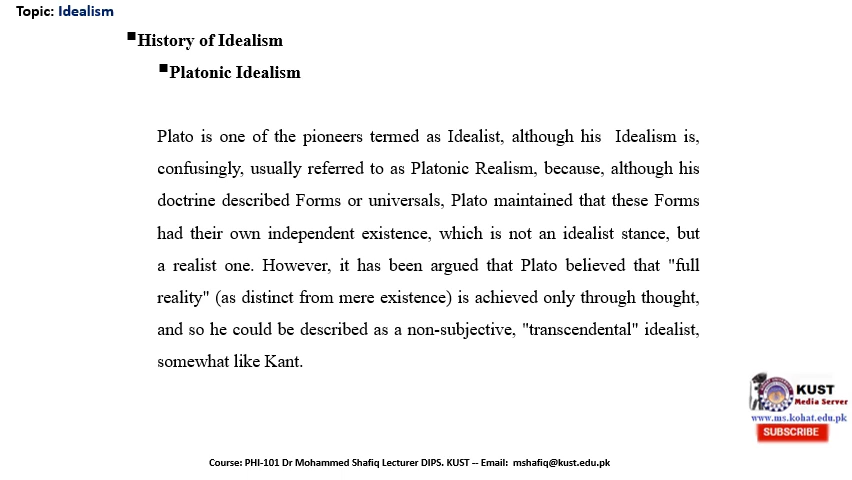 Topic: Idealism
▪History of Idealism
▪Platonic Idealism
Plato is one of the pioneers termed as Idealist, although his Idealism is,
confusingly, usually referred to as Platonic Realism, because, although his
doctrine described Forms or universals, Plato maintained that these Forms
had their own independent existence, which is not an idealist stance, but
a realist one. However, it has been argued that Plato believed that "full
reality" (as distinct from mere existence) is achieved only through thought,
and so he could be described as a non-subjective, "transcendental" idealist,
somewhat like Kant.
KUST
Media Server
www.ms.kohat.edu.pk
SUBSCRIBE
Course: PHI-101 Dr Mohammed Shafiq Lecturer DIPS. KUST -- Email: mshafiq@kust.edu.pk